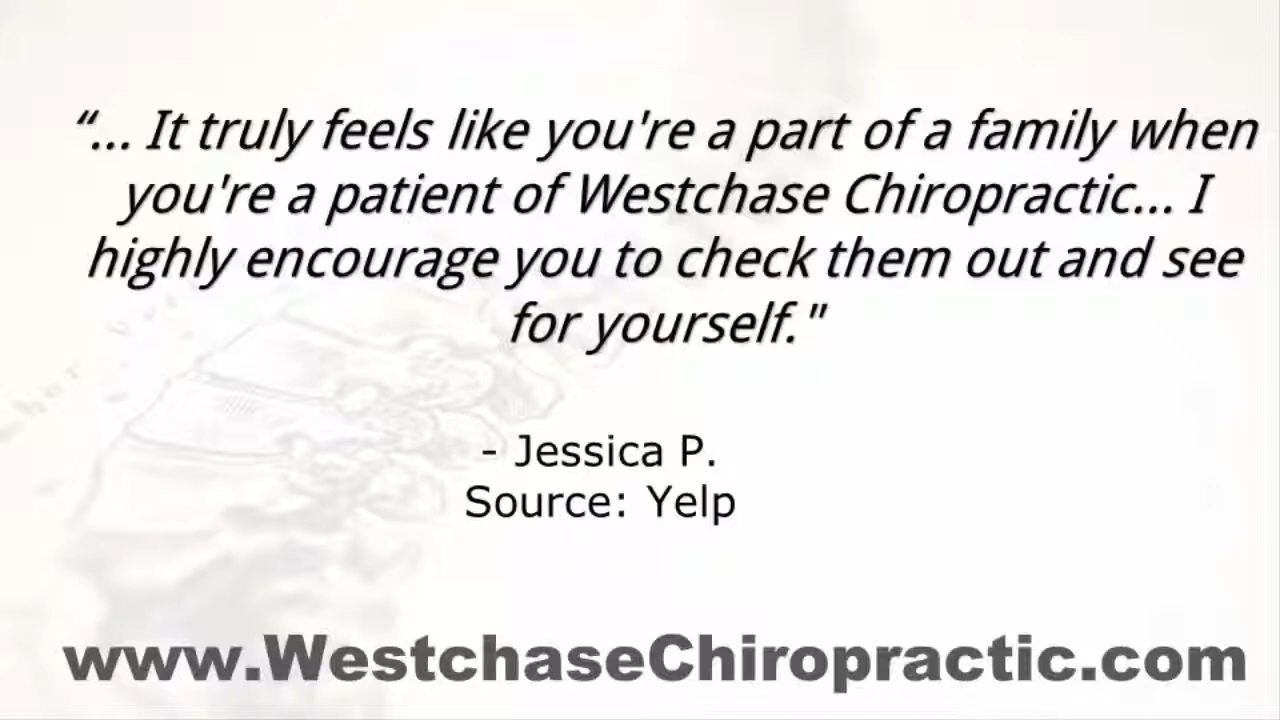 “... It truly feels like you're a part of a family when
you're a patient of Westchase Chiropractic... I
highly encourage you to check them out and see
for yourself."
- Jessica P.
Source: Yelp
www.WestchaseChiropractic.com